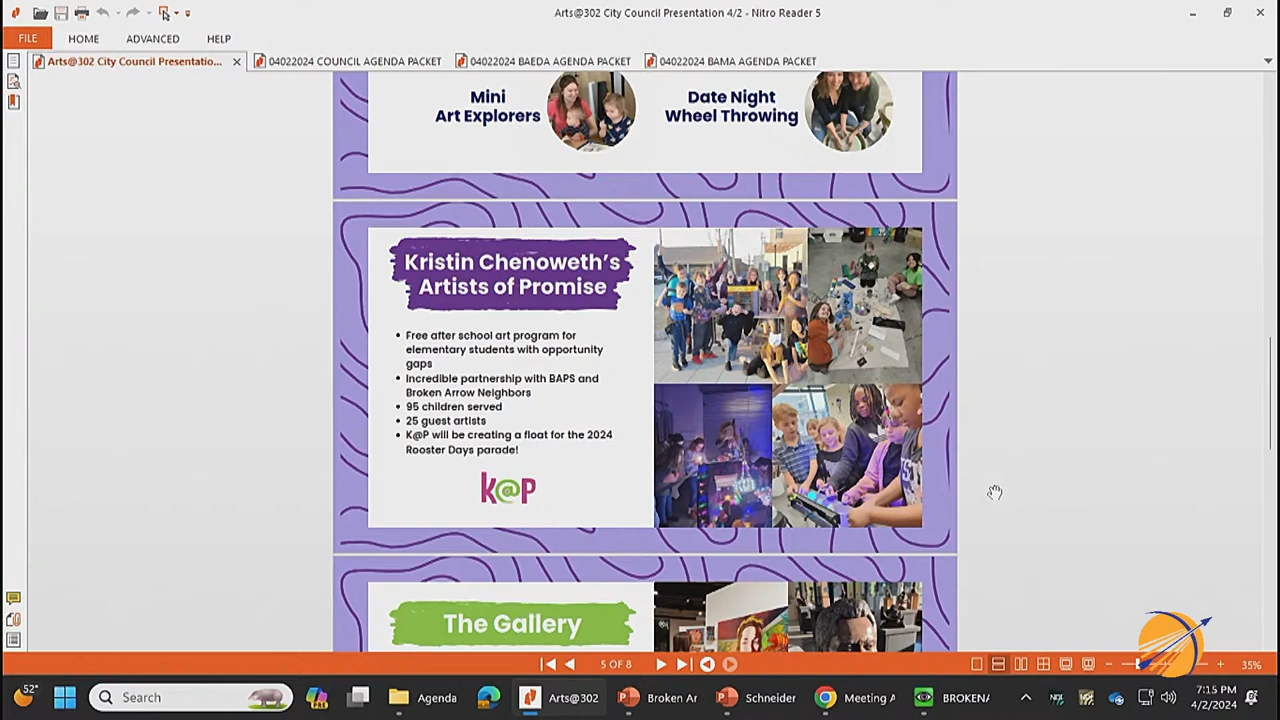 Arts@302 City Council Presentation 4/2 - Nitro Reader 5
FILE
HOME
ADVANCED
HELP
Arts@302 City Council Presentatio...
04022024 COUNCIL AGENDA PACKET
04022024 BAEDA AGENDA PACKET
04022024 BAMA AGENDA PACKET
Mini
Art Explorers
Date Night
Wheel Throwing
Kristin Chenoweth's
Artists of Promise
• Free after school art program for
elementary students with opportunity
gaps
• Incredible partnership with BAPS and
Broken Arrow Neighbors
• 95 children served
• 25 guest artists
• K@P will be creating a float for the 2024
Rooster Days parade!
k@p
The Gallery
5 OF 8
35%
52°
Search
Agenda
Arts@302
Broken Ar
Schneider
Meeting A
BROKENA
7:15 PM
4/2/2024